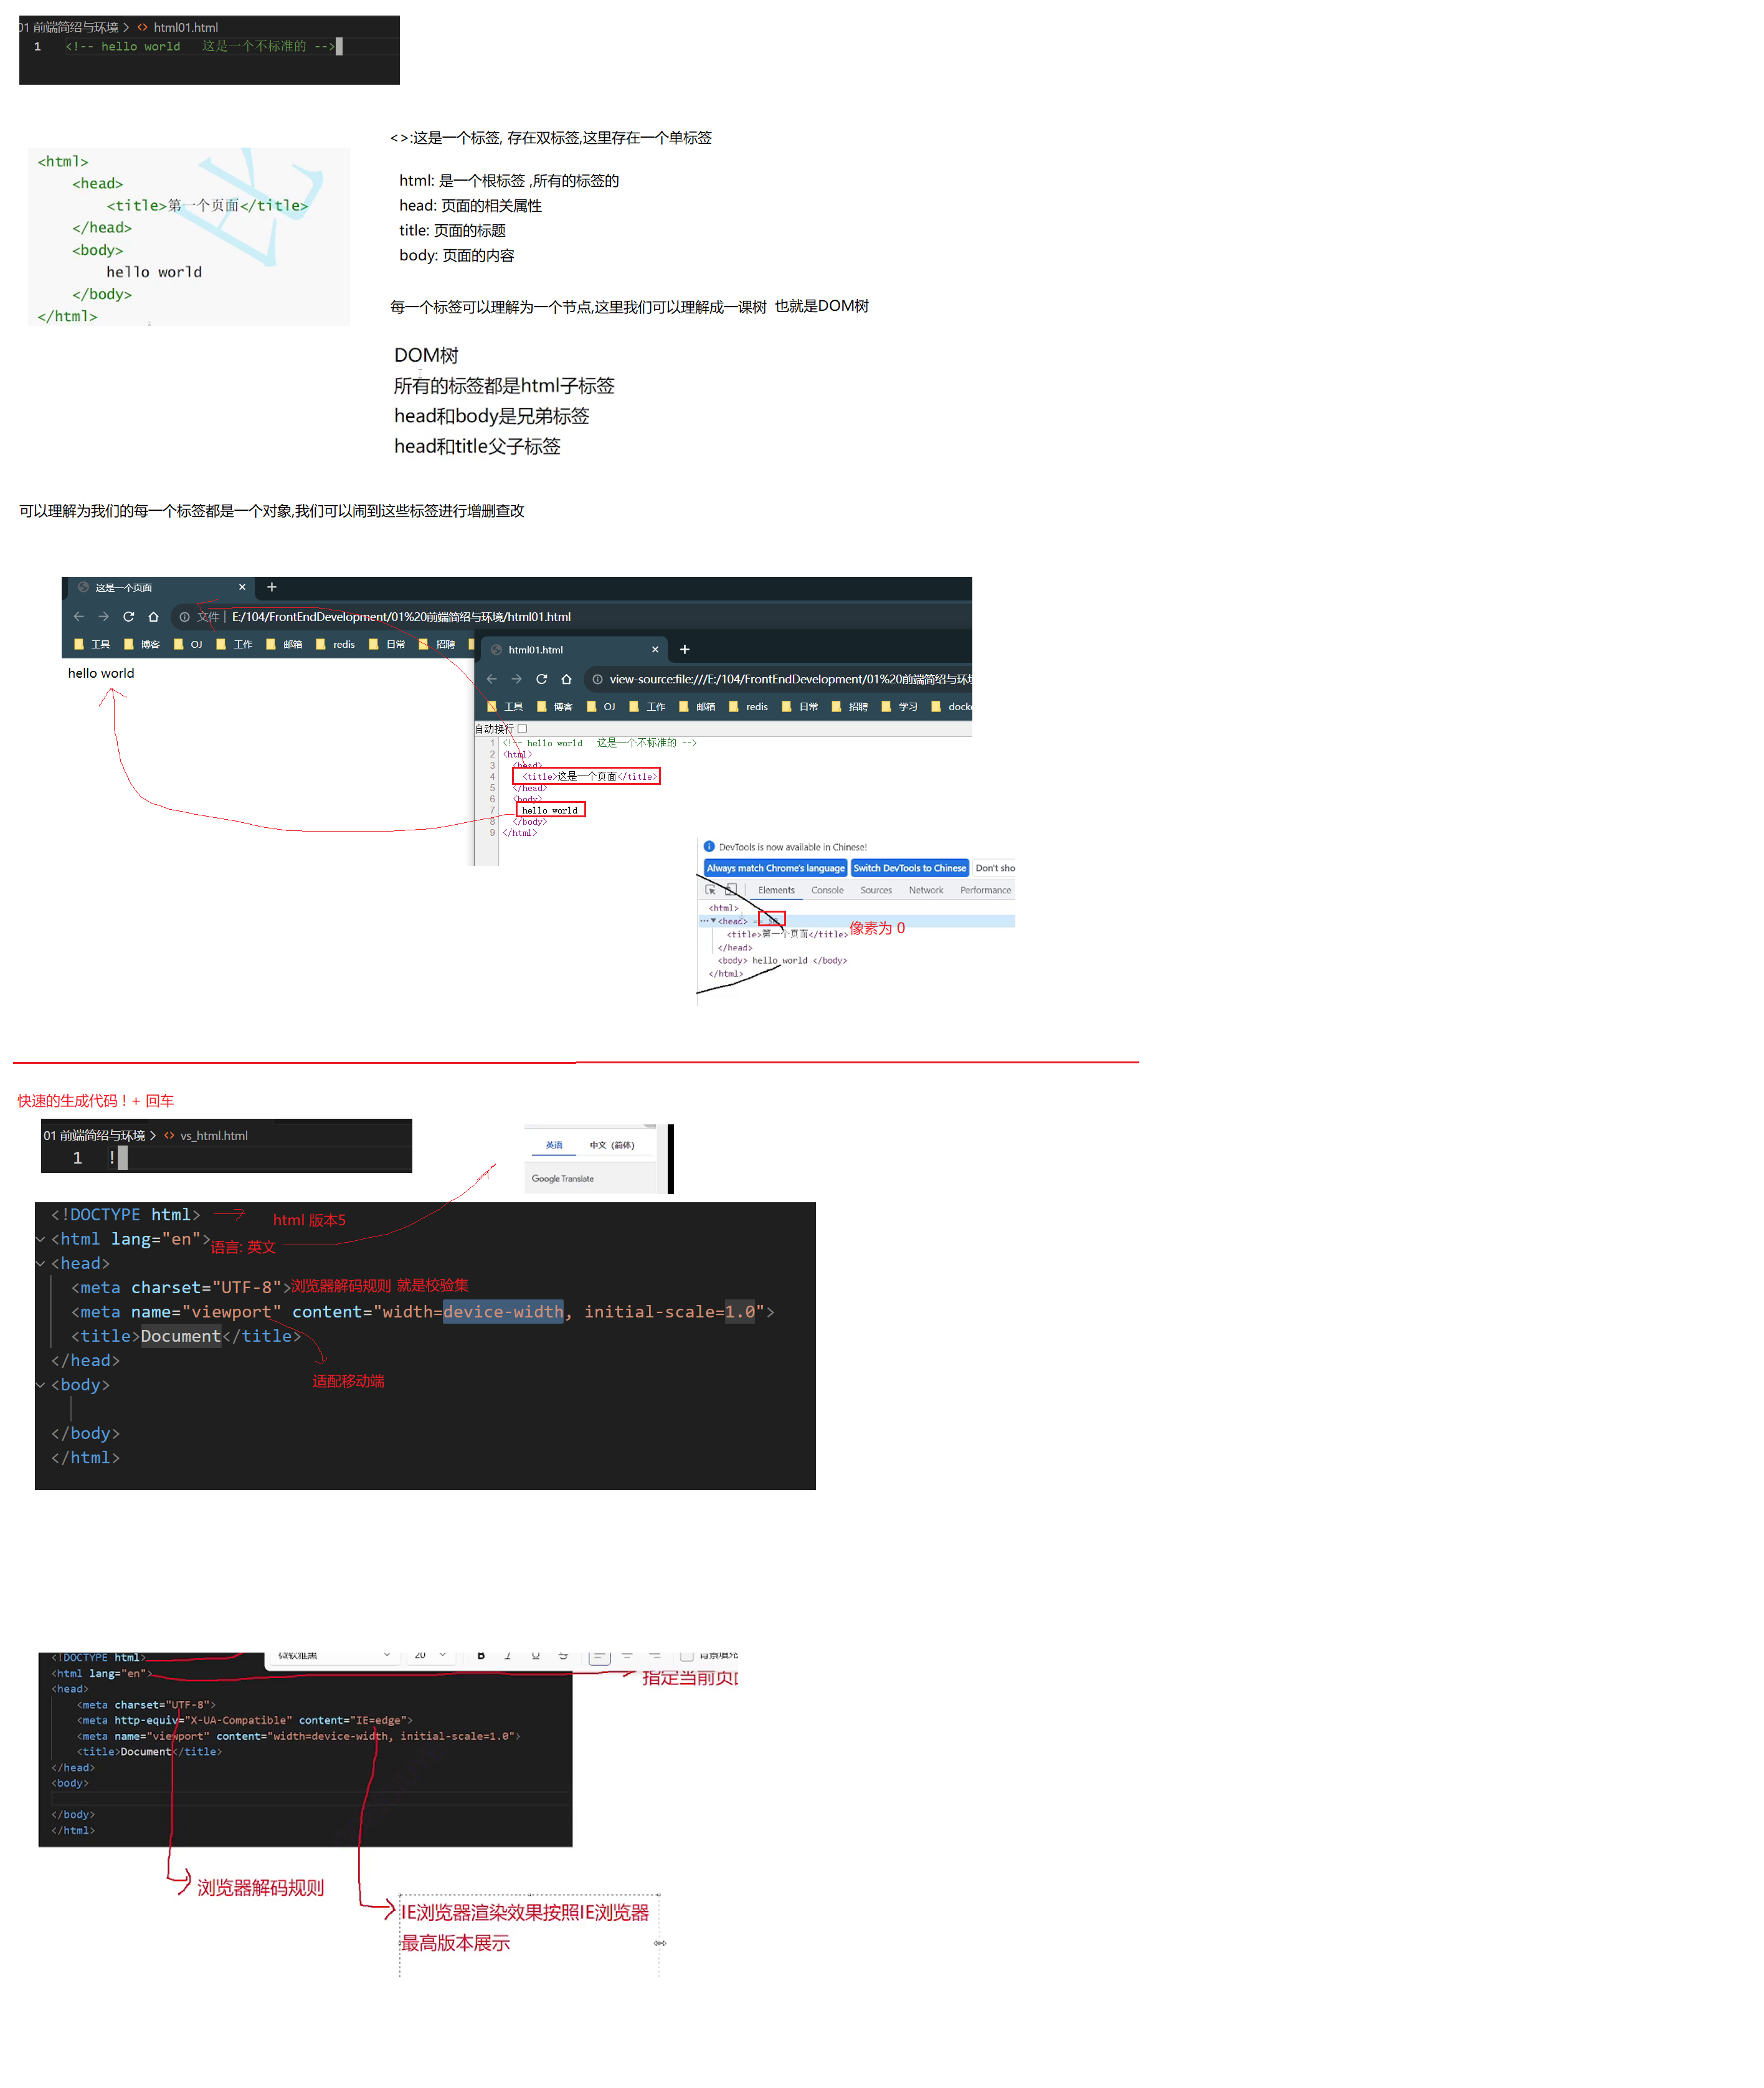 01 前端简绍与环境 > <> html01.html
1 <!-- hello world 这是一个不标准的 -->
<>:这是一个标签, 存在双标签,这里存在一个单标签
<html>
<head>
<title>第一个页面</title>
</head>
<body>
hello world
</body>
</html>
html: 是一个根标签 ,所有的标签的
head: 页面的相关属性
title: 页面的标题
body: 页面的内容
每一个标签可以理解为一个节点,这里我们可以理解成一课树 也就是DOM树
DOM树
所有的标签都是html子标签
head和body是兄弟标签
head和title父子标签
可以理解为我们的每一个标签都是一个对象,我们可以闹到这些标签进行增删查改
这是一个页面
文件 | E:/104/FrontEndDevelopment/01%20前端简绍与环境/html01.html
工具 博客 OJ 工作 邮箱 redis 日常 招聘
hello world
html01.html
view-source:file:///E:/104/FrontEndDevelopment/01%20前端简绍与环境
工具 博客 OJ 工作 邮箱 redis 日常 招聘 学习 docke
自动换行
1 <!-- hello world 这是一个不标准的 -->
2 <html>
3 <head>
4 <title>这是一个页面</title>
5 </head>
6 <body>
7 hello world
8 </body>
9 </html>
DevTools is now available in Chinese!
Always match Chrome's language Switch DevTools to Chinese Don't sho
Elements Console Sources Network Performance
<html>
<head> ==
像素为 0
<title>第一个页面</title>
</head>
<body> hello world </body>
</html>
快速的生成代码 ! + 回车
01 前端简绍与环境 > <> vs_html.html
1 !
英语 中文 (简体)
Google Translate
<!DOCTYPE html>
html 版本5
<html lang="en">
语言: 英文
<head>
<meta charset="UTF-8">
浏览器解码规则 就是校验集
<meta name="viewport" content="width=device-width, initial-scale=1.0">
<title>Document</title>
</head>
适配移动端
<body>
</body>
</html>
微软雅黑 20 B I U S 背景填充
<!DOCTYPE html>
<html lang="en">
指定当前页
<head>
<meta charset="UTF-8">
<meta http-equiv="X-UA-Compatible" content="IE=edge">
<meta name="viewport" content="width=device-width, initial-scale=1.0">
<title>Document</title>
</head>
<body>
</body>
</html>
浏览器解码规则
IE浏览器渲染效果按照IE浏览器
最高版本展示